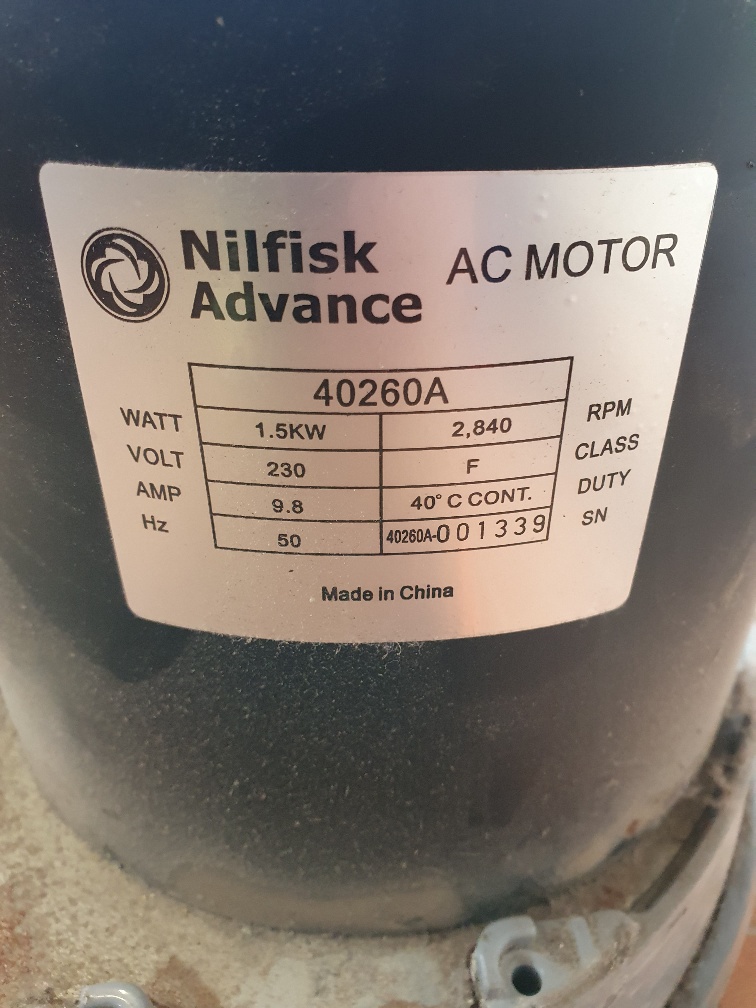 Nilfisk
Advance
AC MOTOR
40260A
WATT 1.5KW 2,840 RPM
VOLT 230 F CLASS
AMP 9.8 40°C CONT. DUTY
Hz 50 40260A-001339 SN
Made in China